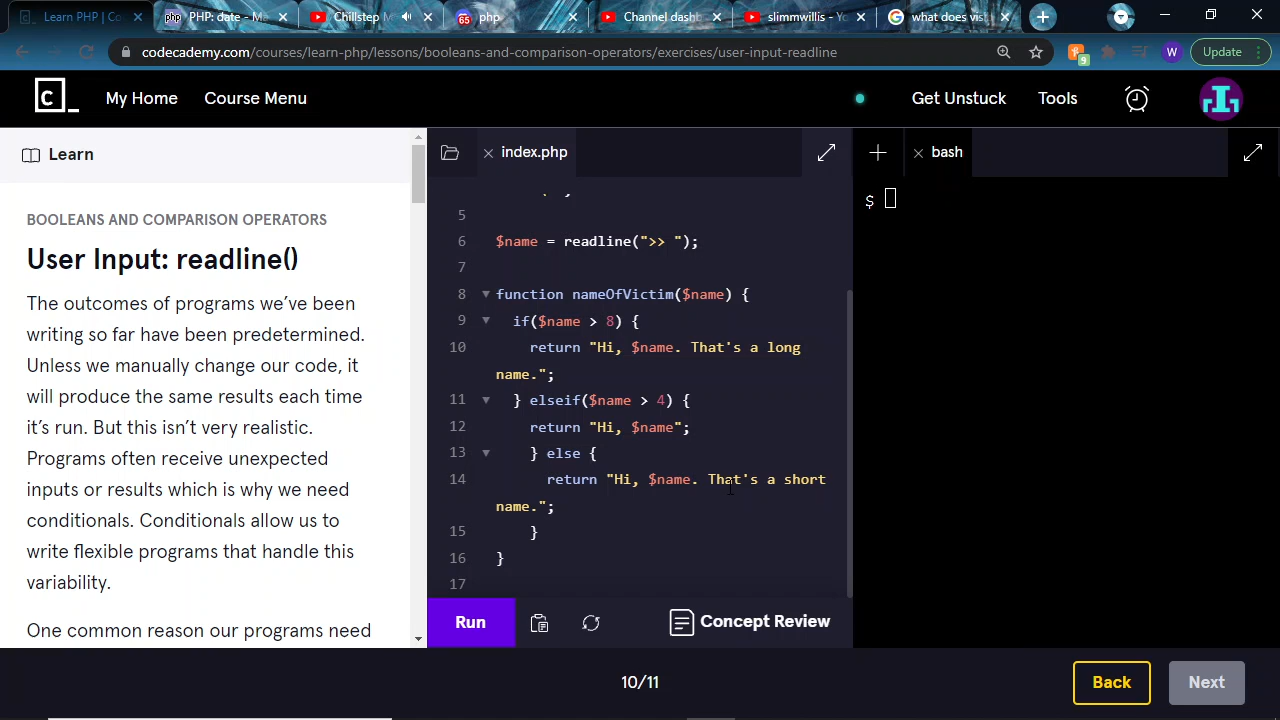 Learn PHP | Co
PHP: date - Ma
Chillstep M
php
Channel dashb
slimmwillis - Yo
what does vist
codecademy.com/courses/learn-php/lessons/booleans-and-comparison-operators/exercises/user-input-readline
9
W
Update
C_
My Home
Course Menu
Get Unstuck
Tools
Learn
index.php
bash
BOOLEANS AND COMPARISON OPERATORS
User Input: readline()
The outcomes of programs we’ve been
writing so far have been predetermined.
Unless we manually change our code, it
will produce the same results each time
it’s run. But this isn’t very realistic.
Programs often receive unexpected
inputs or results which is why we need
conditionals. Conditionals allow us to
write flexible programs that handle this
variability.
One common reason our programs need
5
6 $name = readline(">> ");
7
8 function nameOfVictim($name) {
9 if($name > 8) {
10 return "Hi, $name. That's a long
name.";
11 } elseif($name > 4) {
12 return "Hi, $name";
13 } else {
14 return "Hi, $name. That's a short
name.";
15 }
16 }
17
$
Run
Concept Review
10/11
Back
Next